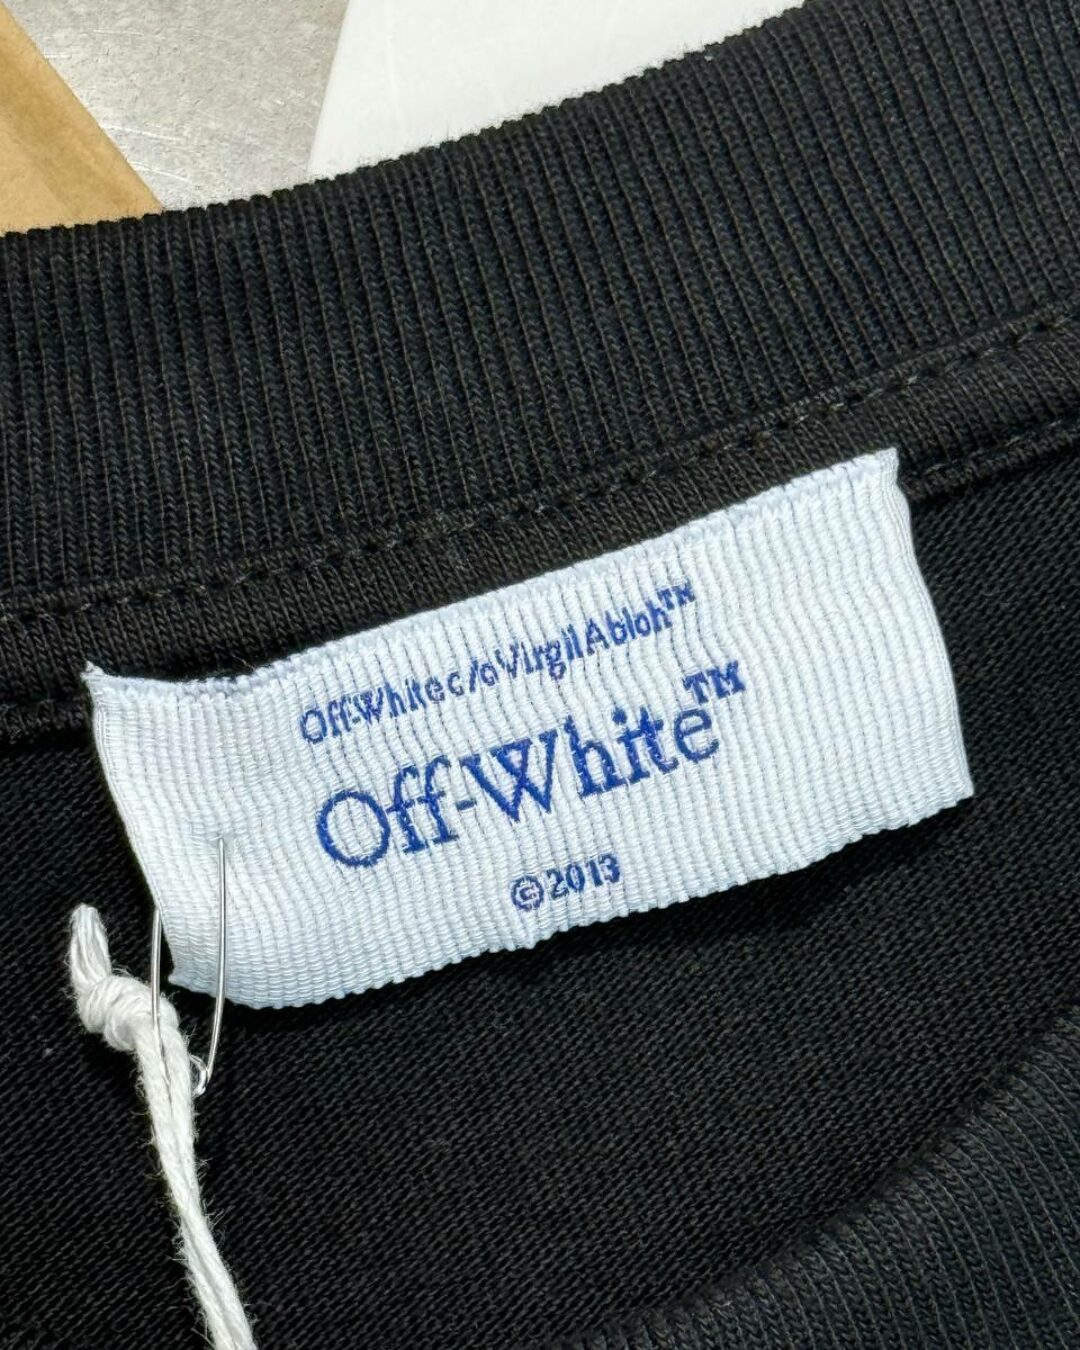 Off-White c/o Virgil Abloh™
Off-White™
©2013